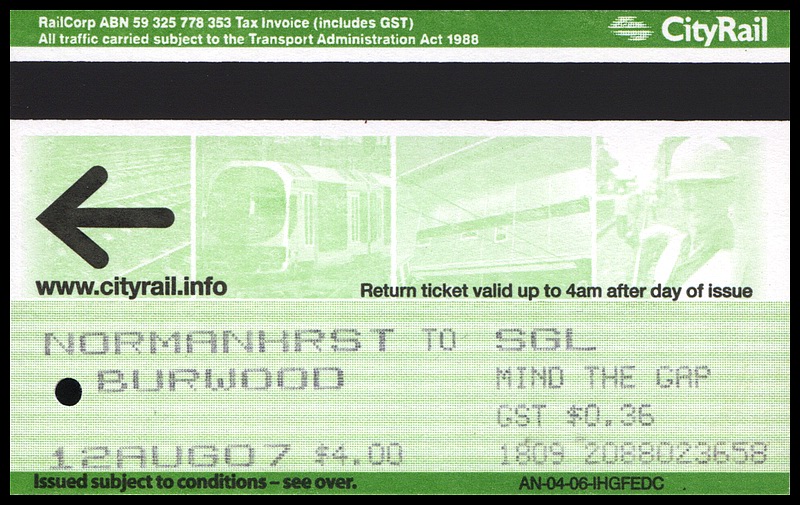 RailCorp ABN 59 325 778 353 Tax Invoice (includes GST)
All traffic carried subject to the Transport Administration Act 1988
CityRail
www.cityrail.info
Return ticket valid up to 4am after day of issue
NORMANHRST TO SGL
BURWOOD MIND THE GAP
GST $0.36
12AUG07 $4.00 1809 2088023658
Issued subject to conditions – see over.
AN-04-06-IHGFEDC